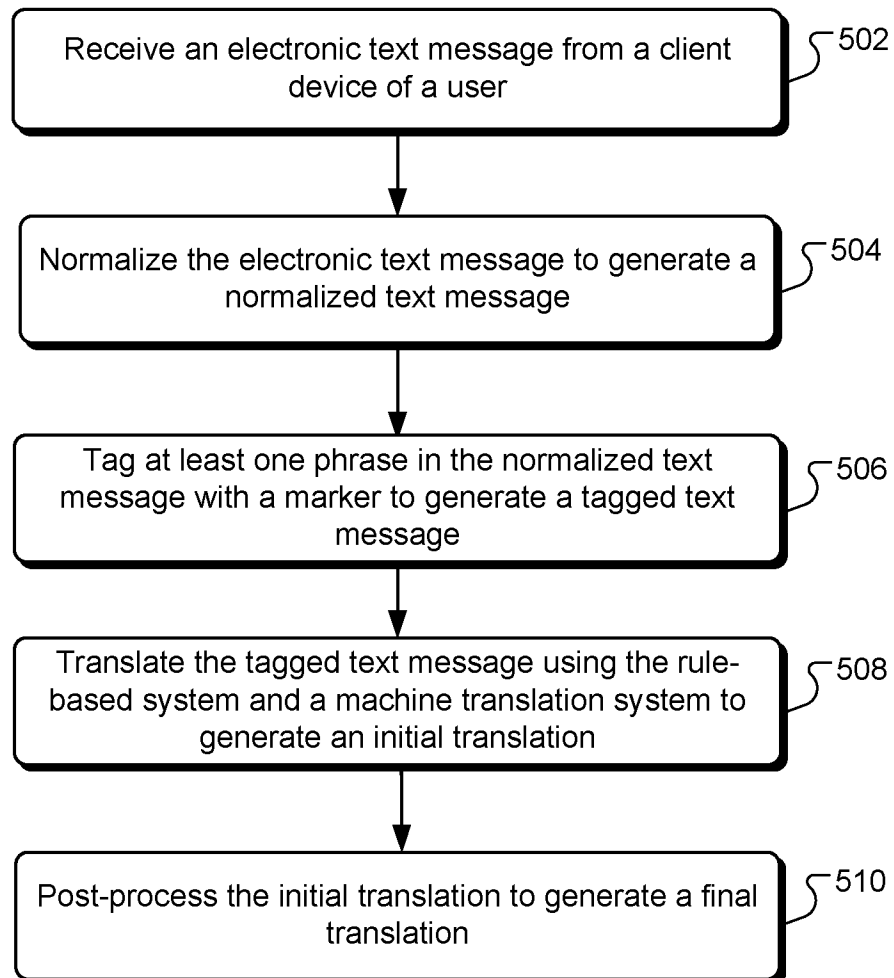 Receive an electronic text message from a client
device of a user
502
Normalize the electronic text message to generate a
normalized text message
504
Tag at least one phrase in the normalized text
message with a marker to generate a tagged text
message
506
Translate the tagged text message using the rule-
based system and a machine translation system to
generate an initial translation
508
Post-process the initial translation to generate a final
translation
510